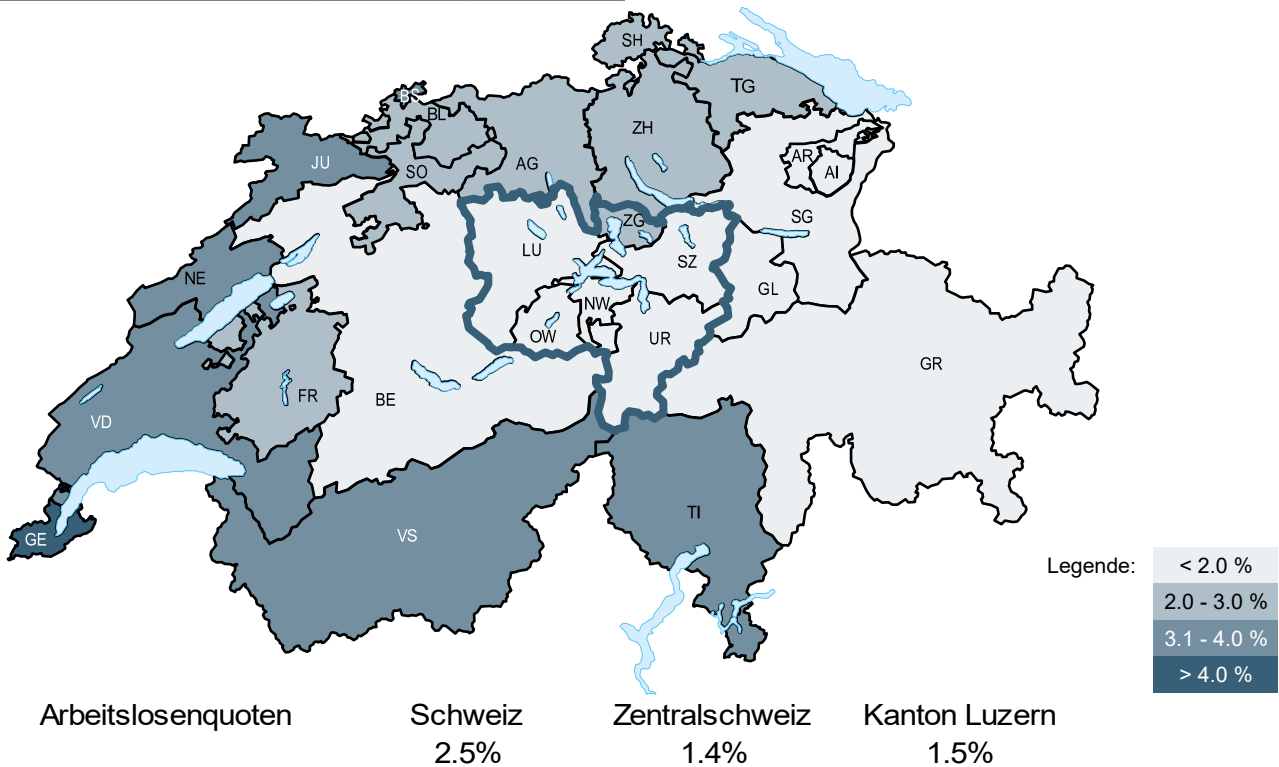 SH
BS
TG
BL
ZH
JU
AG
AR
SO
AI
SG
ZG
LU
SZ
NE
GL
NW
OW
UR
GR
FR
BE
VD
TI
VS
GE
Legende:
< 2.0 %
2.0 - 3.0 %
3.1 - 4.0 %
> 4.0 %
Arbeitslosenquoten Schweiz Zentralschweiz Kanton Luzern
2.5% 1.4% 1.5%